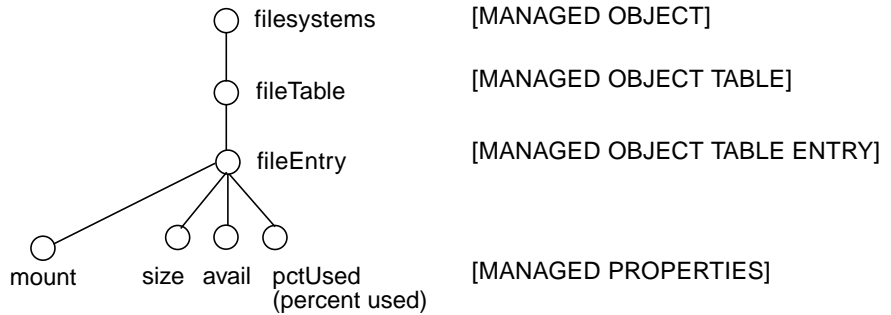 filesystems [MANAGED OBJECT]
fileTable [MANAGED OBJECT TABLE]
fileEntry [MANAGED OBJECT TABLE ENTRY]
mount size avail pctUsed [MANAGED PROPERTIES]
(percent used)